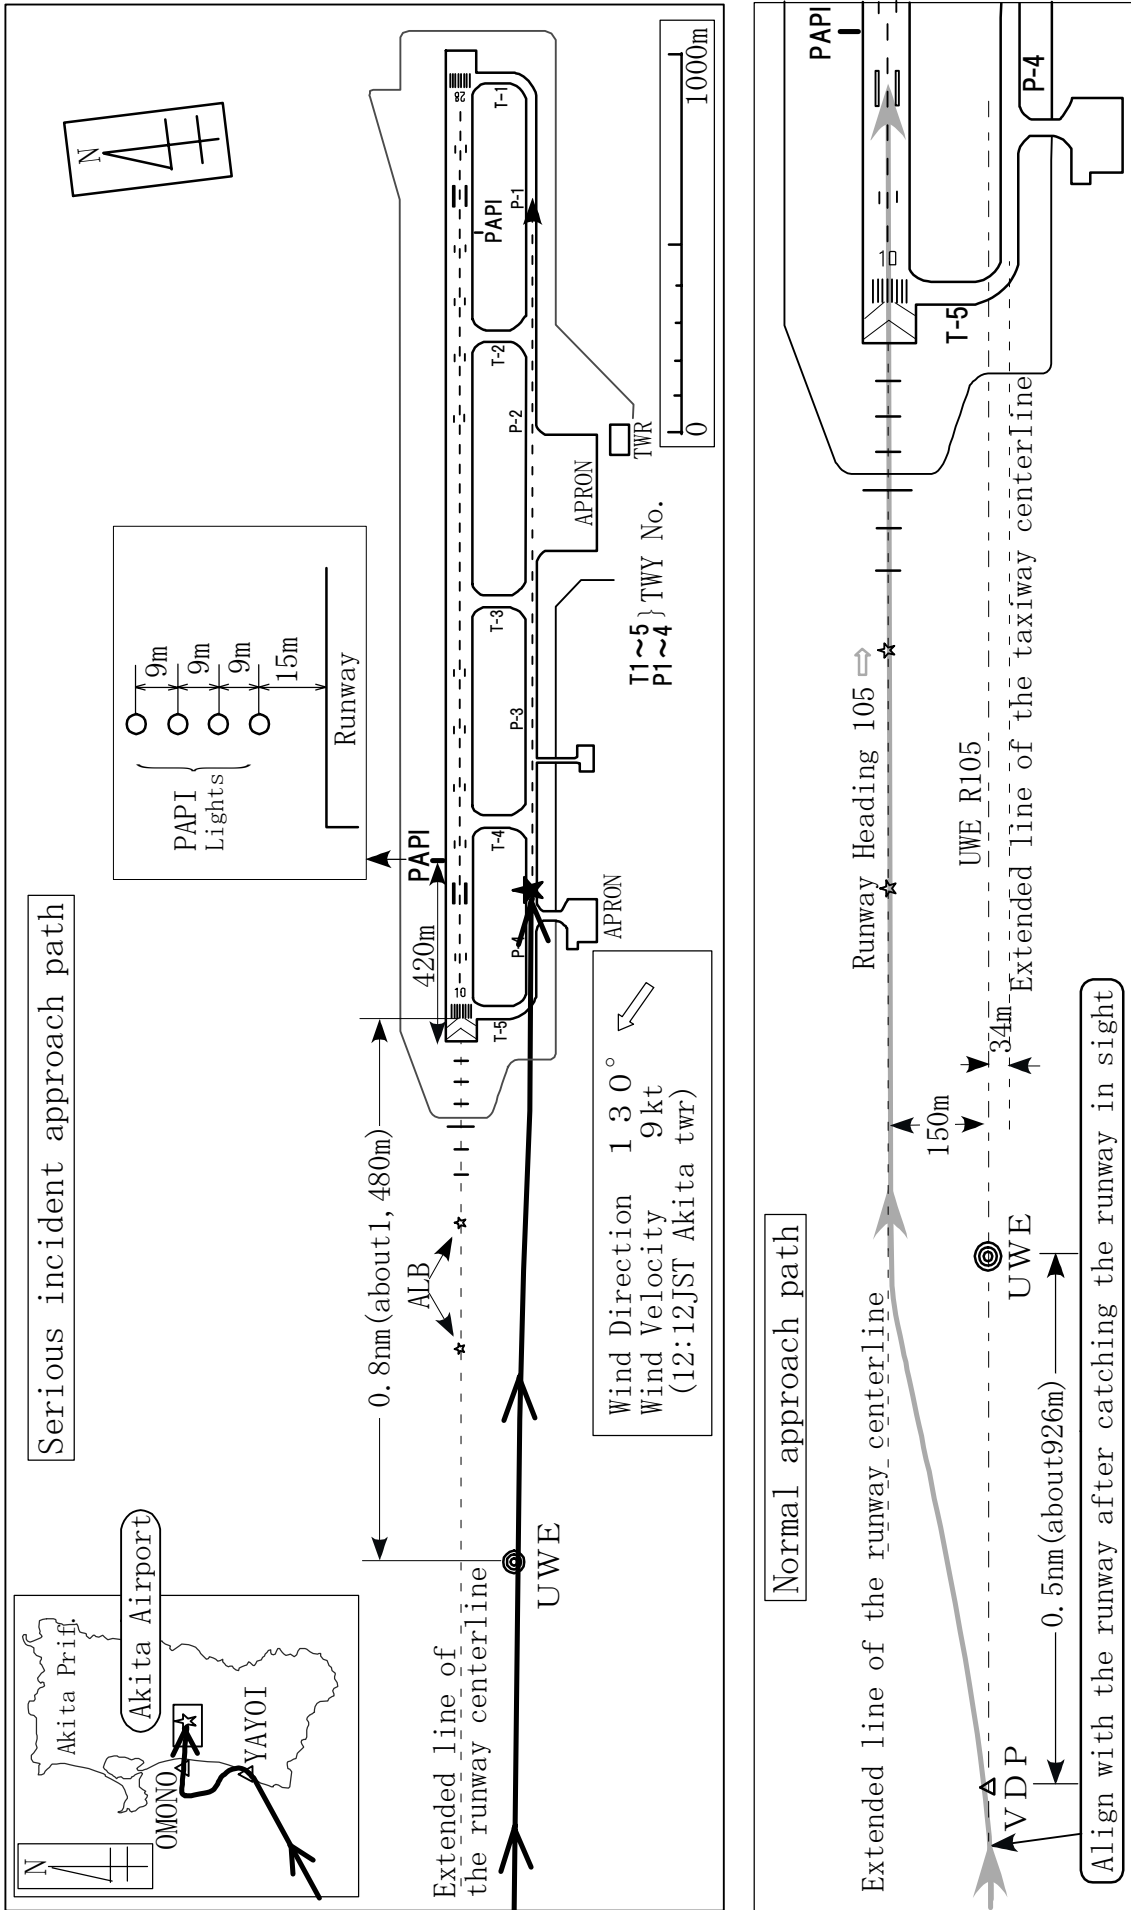 Serious incident approach path
N
Akita Prif.
Akita Airport
OMONO
YAYOI
N
PAPI
Lights
9m
9m
9m
15m
Runway
PAPI
420m
0.8nm(about1,480m)
ALB
Extended line of
the runway centerline
UWE
10
28
PAPI
T-5
T-4
T-3
T-2
T-1
P-4
P-3
P-2
P-1
APRON
APRON
TWR
T1~5
P1~4
} TWY No.
0
1000m
Wind Direction 130°
Wind Velocity 9kt
(12:12JST Akita twr)
Normal approach path
Extended line of the runway centerline
Runway Heading 105
PAPI
10
T-5
P-4
UWE R105
Extended line of the taxiway centerline
150m
34m
UWE
VDP
0.5nm(about926m)
Align with the runway after catching the runway in sight